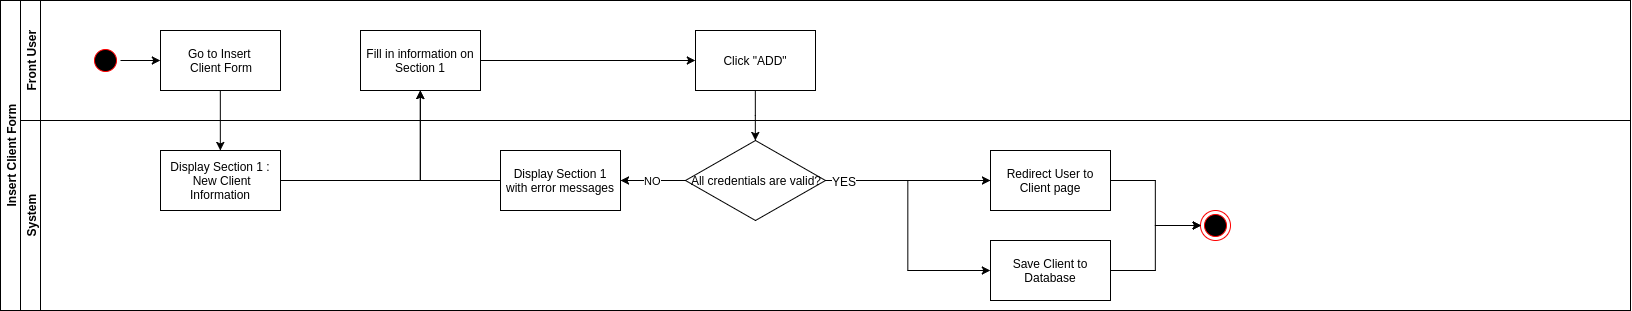 Insert Client Form
Front User
System
Go to Insert
Client Form
Fill in information on
Section 1
Click "ADD"
Display Section 1 :
New Client
Information
Display Section 1
with error messages
NO
All credentials are valid?
YES
Redirect User to
Client page
Save Client to
Database